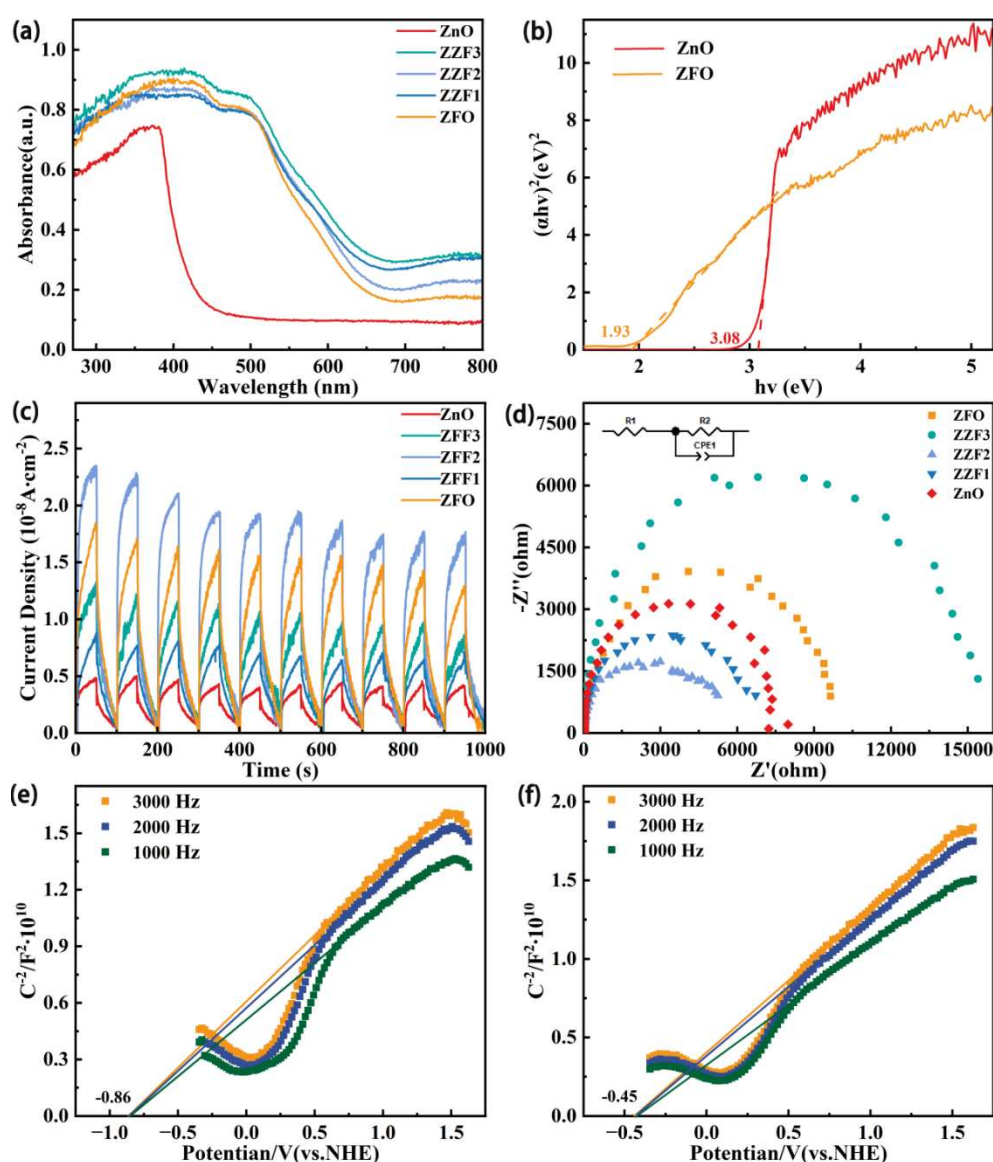 (a)
ZnO
ZZF3
ZZF2
ZZF1
ZFO
1.0
0.8
0.6
0.4
0.2
0.0
Absorbance(a.u.)
300 400 500 600 700 800
Wavelength (nm)
(b)
ZnO
ZFO
10
8
6
4
2
0
(αhν)²(eV)²
1.93
3.08
2 3 4 5
hν (eV)
(c)
ZnO
ZFF3
ZFF2
ZFF1
ZFO
2.5
2.0
1.5
1.0
0.5
0.0
Current Density (10⁻⁸A·cm⁻²)
0 200 400 600 800 1000
Time (s)
(d)
R1
R2
CPE1
ZFO
ZZF3
ZZF2
ZZF1
ZnO
7500
6000
4500
3000
1500
0
-Z''(ohm)
0 3000 6000 9000 12000 15000
Z'(ohm)
(e)
3000 Hz
2000 Hz
1000 Hz
1.5
1.2
0.9
0.6
0.3
0.0
C⁻²/F²·10¹⁰
-0.86
−1.0 −0.5 0.0 0.5 1.0 1.5
Potentian/V(vs.NHE)
(f)
3000 Hz
2000 Hz
1000 Hz
2.0
1.5
1.0
0.5
0.0
C⁻²/F²·10¹⁰
-0.45
−0.5 0.0 0.5 1.0 1.5
Potentian/V(vs.NHE)